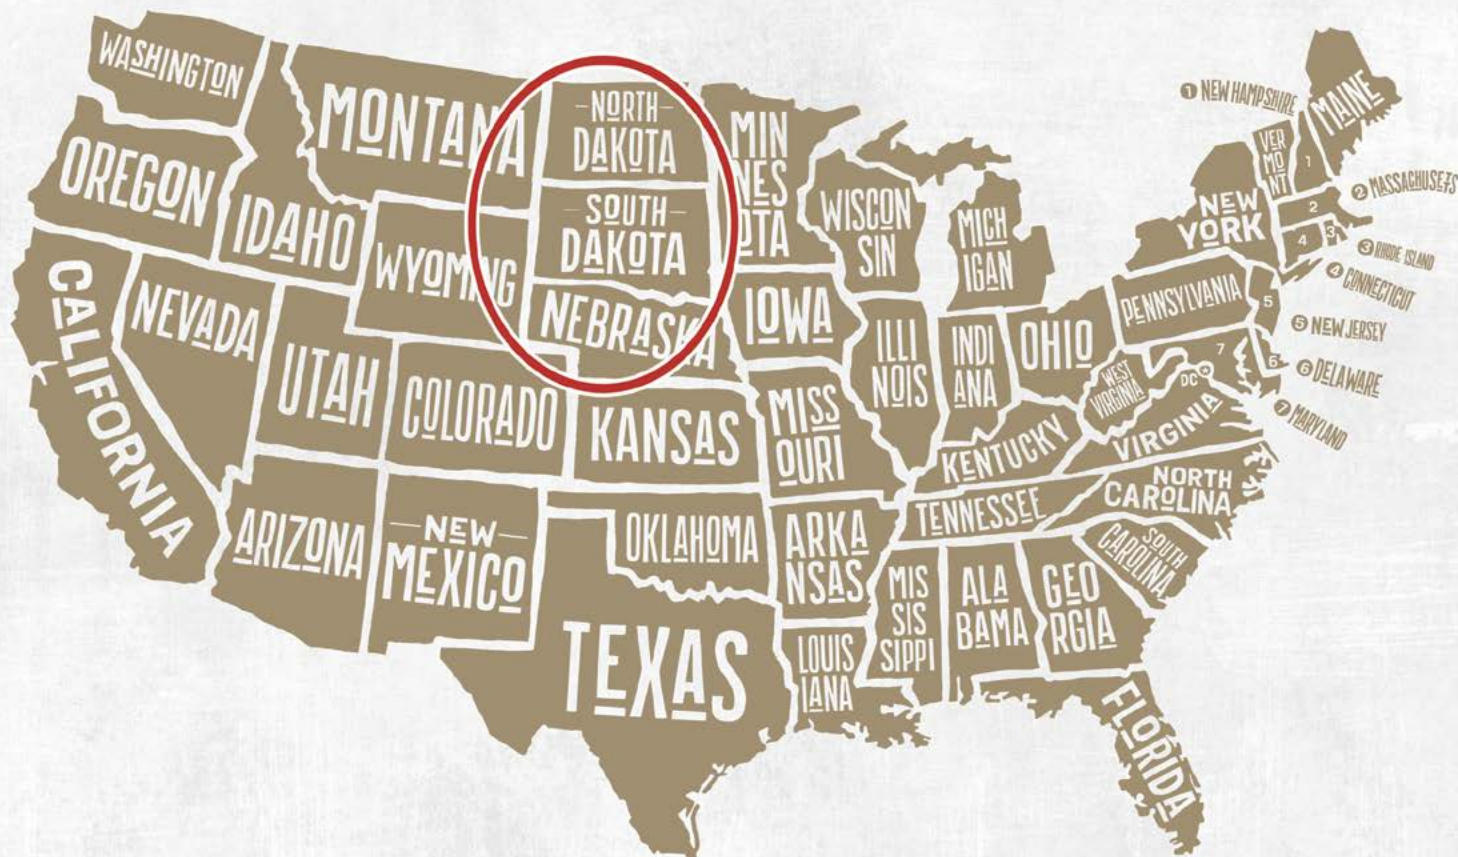 WASHINGTON
OREGON
CALIFORNIA
IDAHO
NEVADA
MONTANA
WYOMING
UTAH
COLORADO
ARIZONA
NEW
MEXICO
NORTH
DAKOTA
SOUTH
DAKOTA
NEBRASKA
KANSAS
OKLAHOMA
TEXAS
MIN
NES
OTA
IOWA
MISS
OURI
ARKA
NSAS
LOUIS
IANA
WISCON
SIN
ILLI
NOIS
MICH
IGAN
INDI
ANA
OHIO
KENTUCKY
TENNESSEE
MIS
SIS
SIPPI
ALA
BAMA
GEO
RGIA
FLORIDA
SOUTH
CAROLINA
NORTH
CAROLINA
VIRGINIA
WEST
VIRGINIA
DC
7
6
PENNSYLVANIA
5
NEW
YORK
VER
MO
NT
1
MAINE
2
4
3
1 NEW HAMPSHIRE
2 MASSACHUSETS
3 RHODE ISLAND
4 CONNECTICUT
5 NEW JERSEY
6 DELAWARE
7 MARYLAND